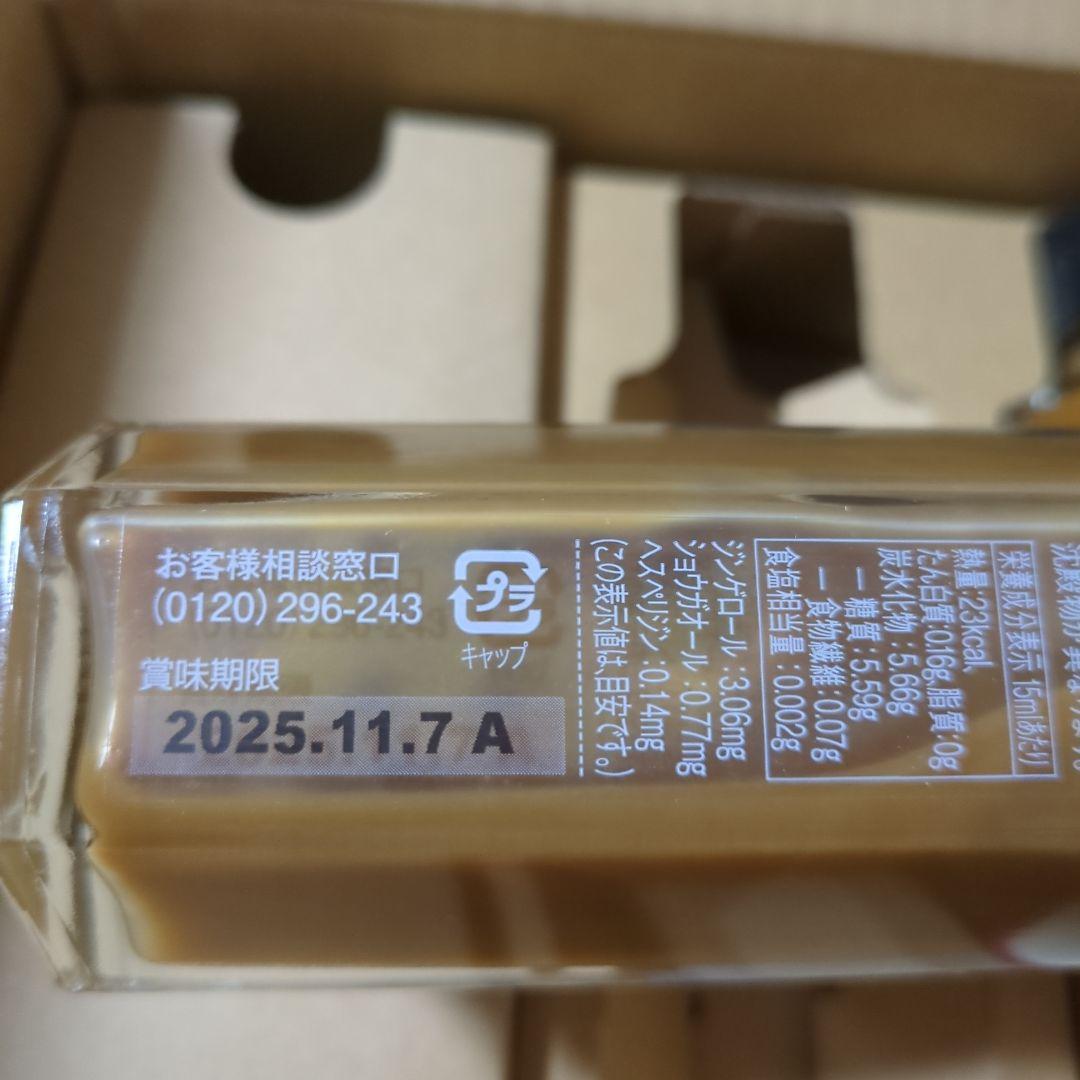 お客様相談窓口
(0120)296-243
賞味期限
2025.11.7 A
プラ
キャップ
栄養成分表示 15mlあたり
熱量:23kcal
たん白質:0.16g 脂質:0g
炭水化物:5.66g
ー糖質:5.59g
ー食物繊維:0.07g
食塩相当量:0.002g
ジンゲロール:3.06mg
ショウガオール:0.77mg
ヘスペリジン:0.14mg
(この表示値は目安です。)